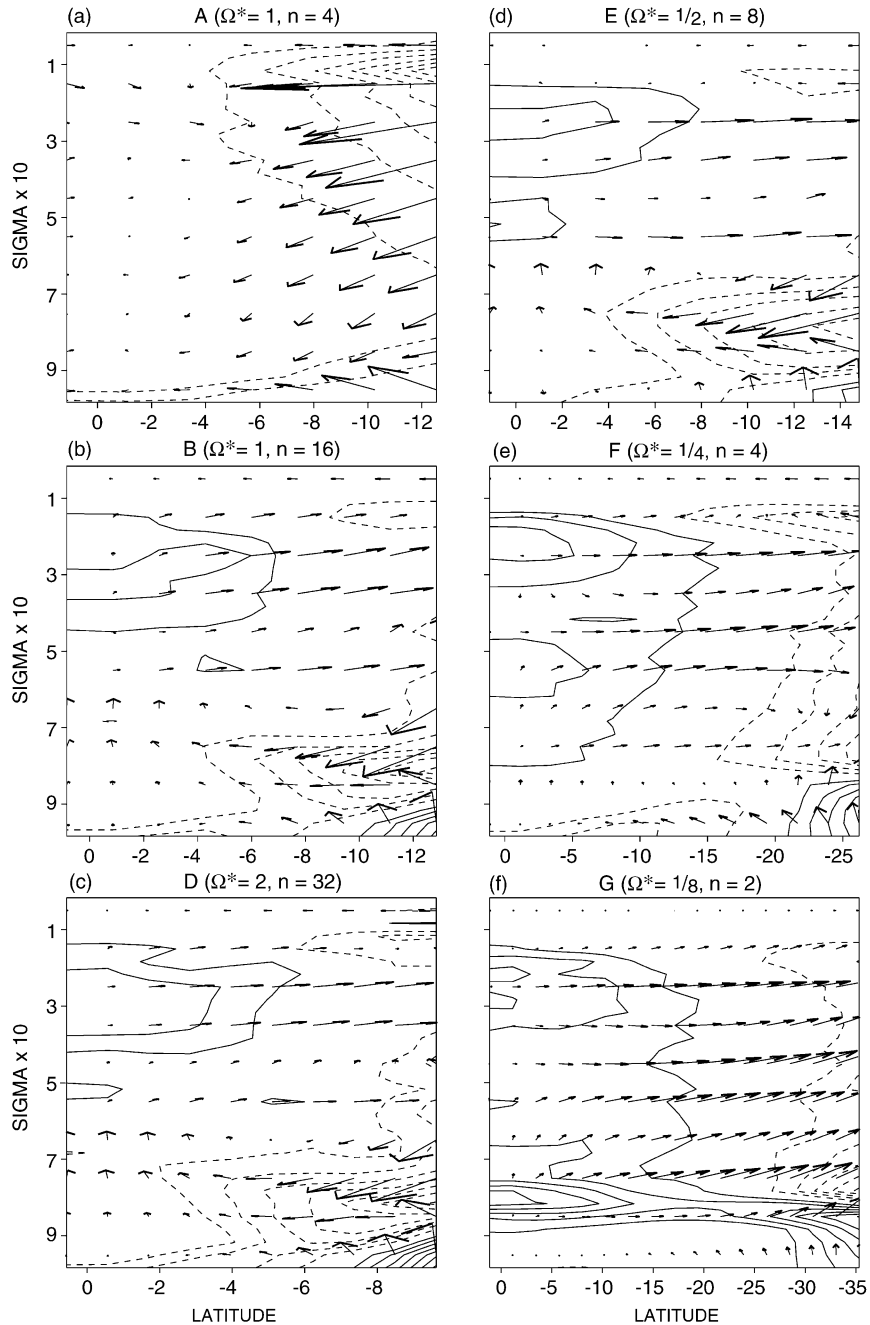 (a) A (Ω*= 1, n = 4)
SIGMA x 10
1
3
5
7
9
0 -2 -4 -6 -8 -10 -12
(b) B (Ω*= 1, n = 16)
SIGMA x 10
1
3
5
7
9
0 -2 -4 -6 -8 -10 -12
(c) D (Ω*= 2, n = 32)
SIGMA x 10
1
3
5
7
9
0 -2 -4 -6 -8
LATITUDE
(d) E (Ω*= 1/2, n = 8)
0 -2 -4 -6 -8 -10 -12 -14
(e) F (Ω*= 1/4, n = 4)
0 -5 -10 -15 -20 -25
(f) G (Ω*= 1/8, n = 2)
0 -5 -10 -15 -20 -25 -30 -35
LATITUDE